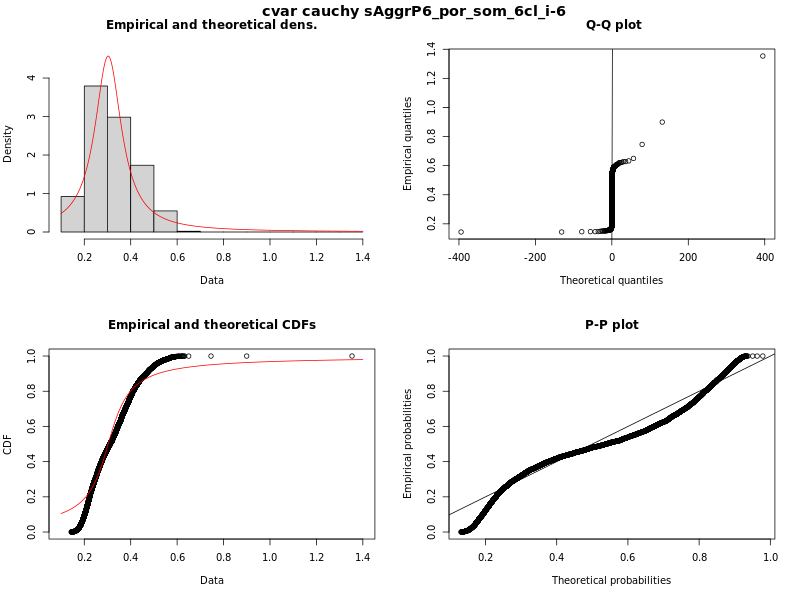 cvar cauchy sAggrP6_por_som_6cl_i-6
Empirical and theoretical dens.
Density
0 1 2 3 4
0.2 0.4 0.6 0.8 1.0 1.2 1.4
Data
Q-Q plot
Empirical quantiles
0.2 0.4 0.6 0.8 1.0 1.2 1.4
-400 -200 0 200 400
Theoretical quantiles
Empirical and theoretical CDFs
CDF
0.0 0.2 0.4 0.6 0.8 1.0
0.2 0.4 0.6 0.8 1.0 1.2 1.4
Data
P-P plot
Empirical probabilities
0.0 0.2 0.4 0.6 0.8 1.0
0.2 0.4 0.6 0.8 1.0
Theoretical probabilities